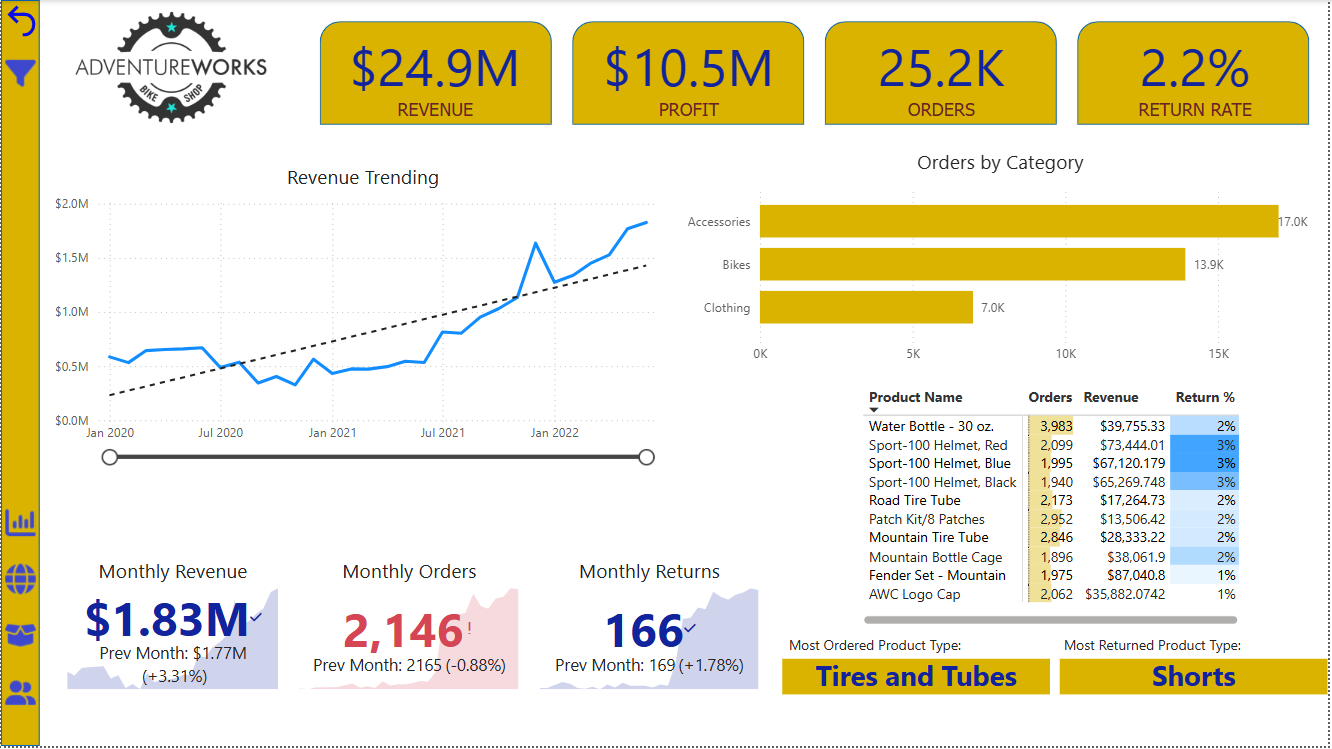 ADVENTUREWORKS
BIKE SHOP
$24.9M
REVENUE
$10.5M
PROFIT
25.2K
ORDERS
2.2%
RETURN RATE
Revenue Trending
$2.0M
$1.5M
$1.0M
$0.5M
$0.0M
Jan 2020 Jul 2020 Jan 2021 Jul 2021 Jan 2022
Orders by Category
Accessories 17.0K
Bikes 13.9K
Clothing 7.0K
0K 5K 10K 15K
Product Name Orders Revenue Return %
Water Bottle - 30 oz. 3,983 $39,755.33 2%
Sport-100 Helmet, Red 2,099 $73,444.01 3%
Sport-100 Helmet, Blue 1,995 $67,120.179 3%
Sport-100 Helmet, Black 1,940 $65,269.748 3%
Road Tire Tube 2,173 $17,264.73 2%
Patch Kit/8 Patches 2,952 $13,506.42 2%
Mountain Tire Tube 2,846 $28,333.22 2%
Mountain Bottle Cage 1,896 $38,061.9 2%
Fender Set - Mountain 1,975 $87,040.8 1%
AWC Logo Cap 2,062 $35,882.0742 1%
Monthly Revenue
$1.83M
Prev Month: $1.77M
(+3.31%)
Monthly Orders
2,146!
Prev Month: 2165 (-0.88%)
Monthly Returns
166
Prev Month: 169 (+1.78%)
Most Ordered Product Type:
Tires and Tubes
Most Returned Product Type:
Shorts